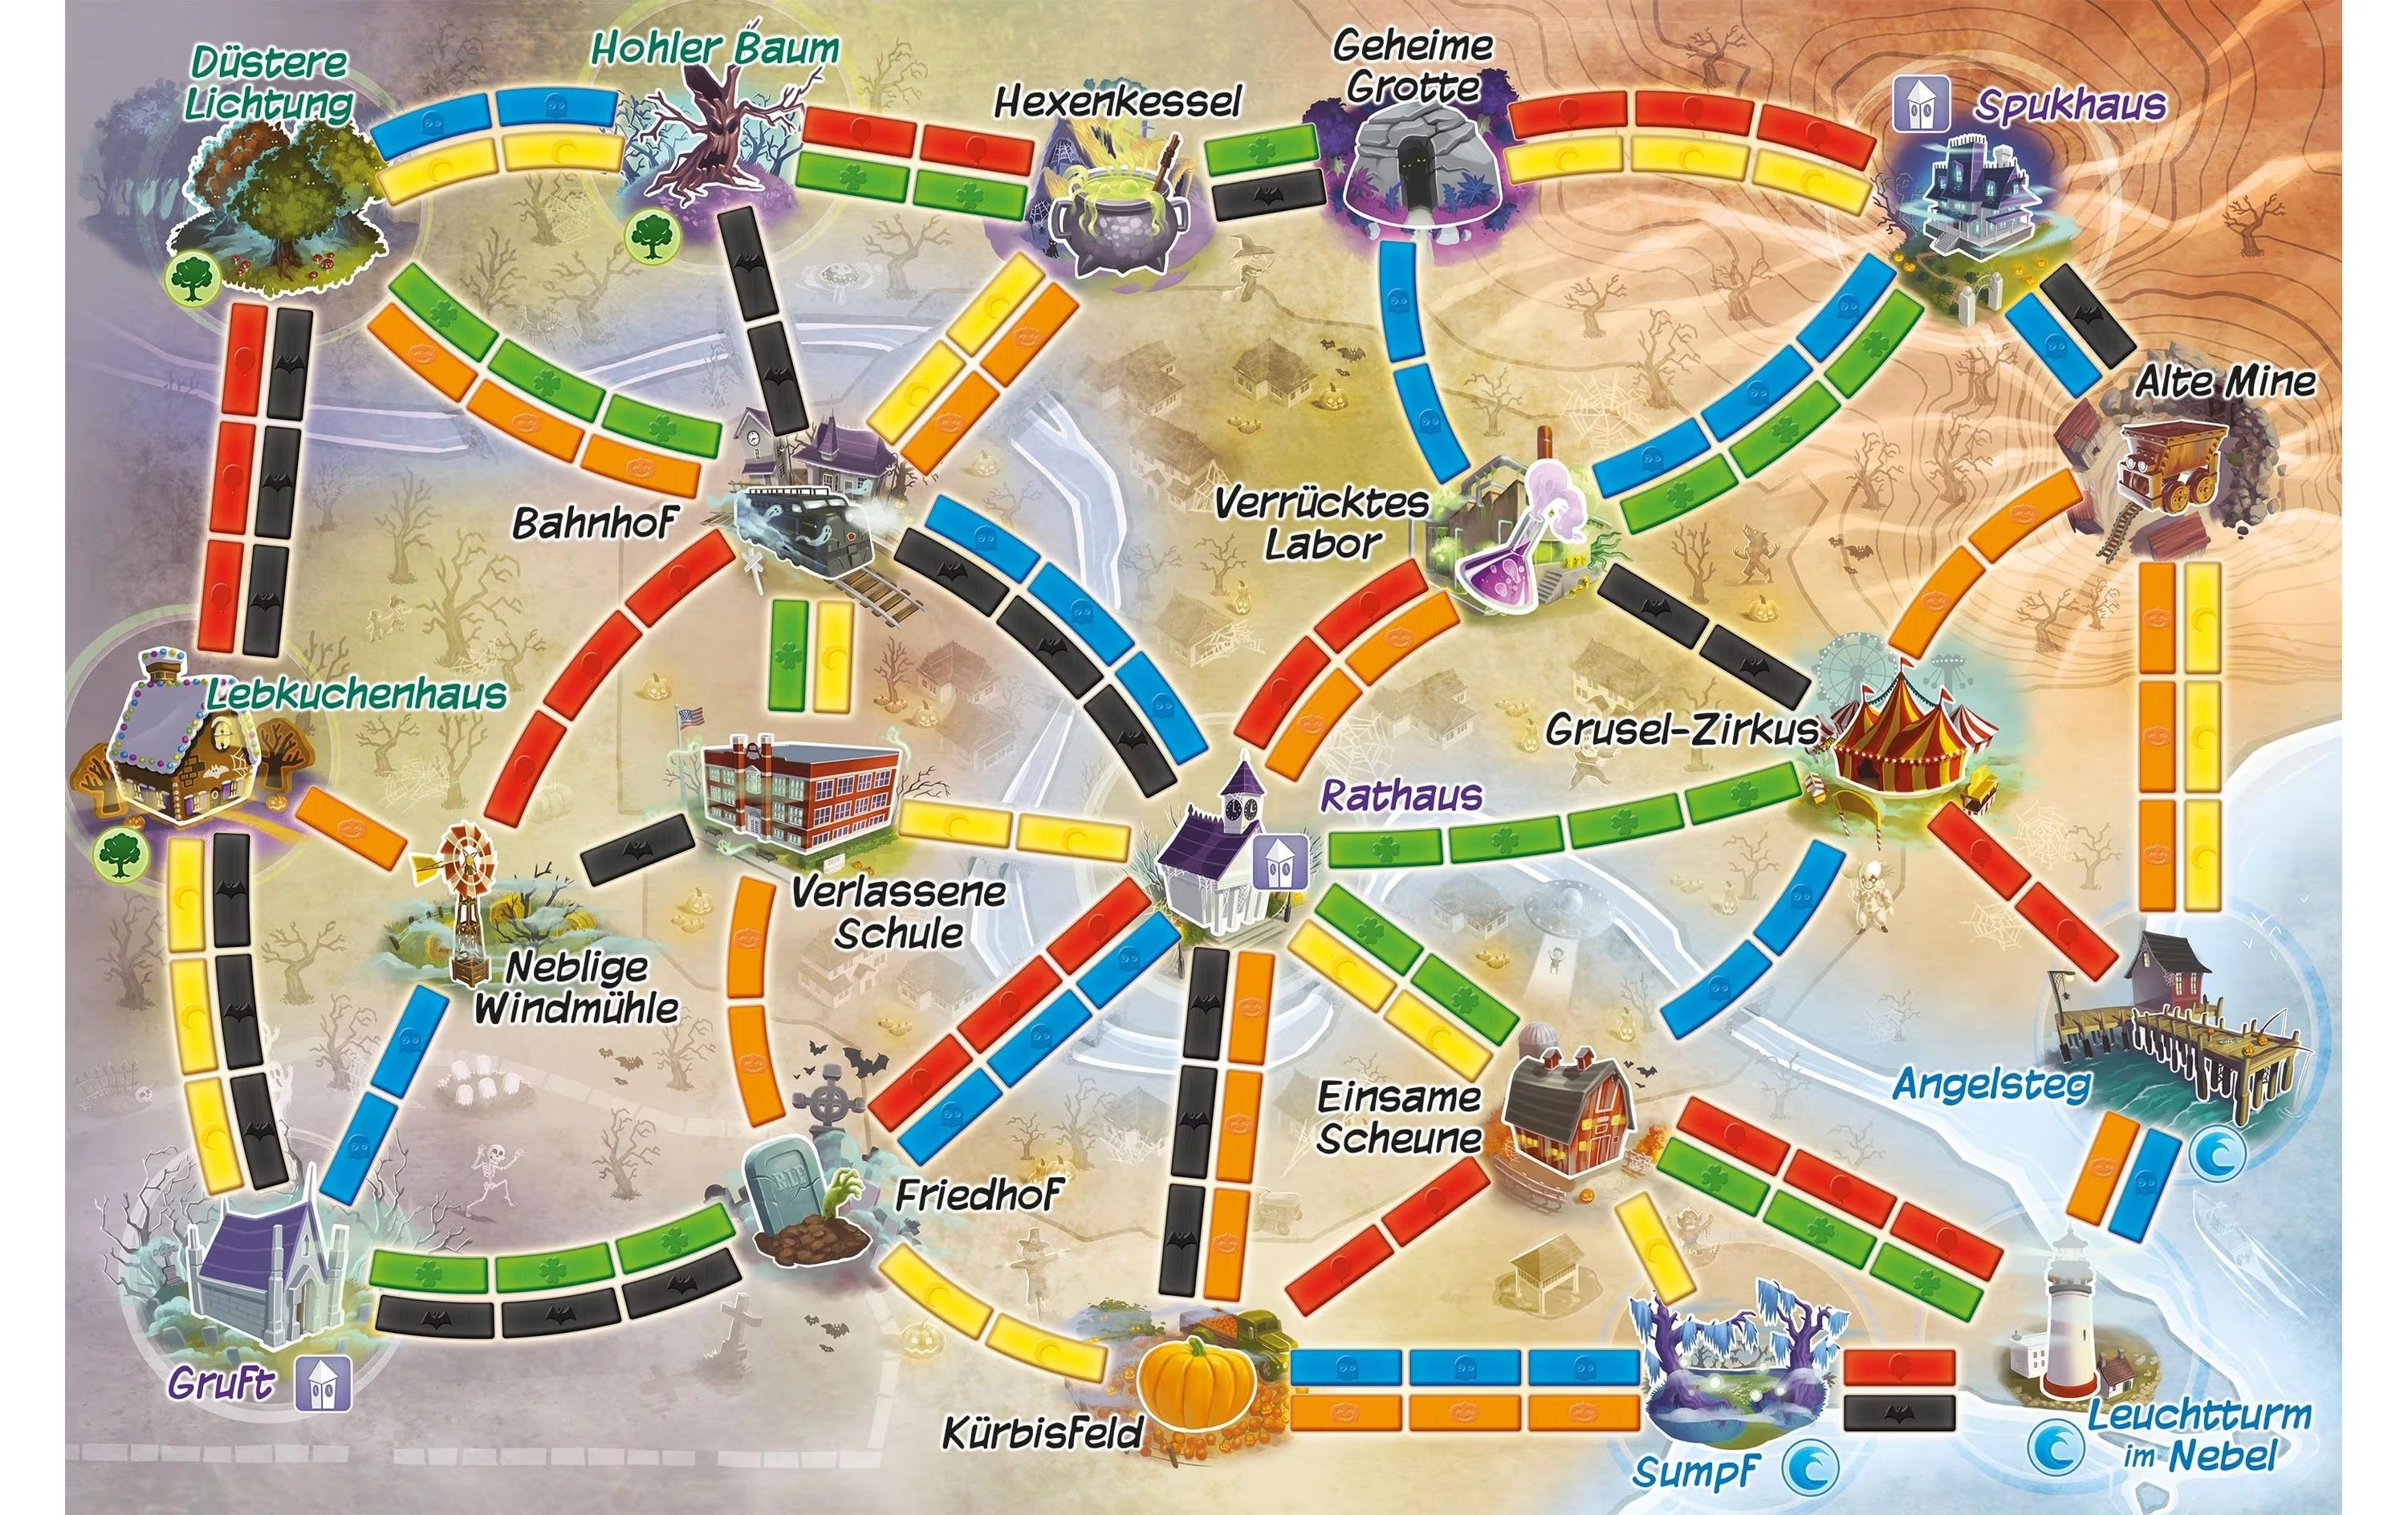 Düstere
Lichtung
Hohler Baum
Hexenkessel
Geheime
Grotte
Spukhaus
Alte Mine
Bahnhof
Verrücktes
Labor
Lebkuchenhaus
Grusel-Zirkus
Rathaus
Verlassene
Schule
Neblige
Windmühle
Angelsteg
Einsame
Scheune
RIP
Friedhof
Gruft
Kürbisfeld
Sumpf
Leuchtturm
im Nebel